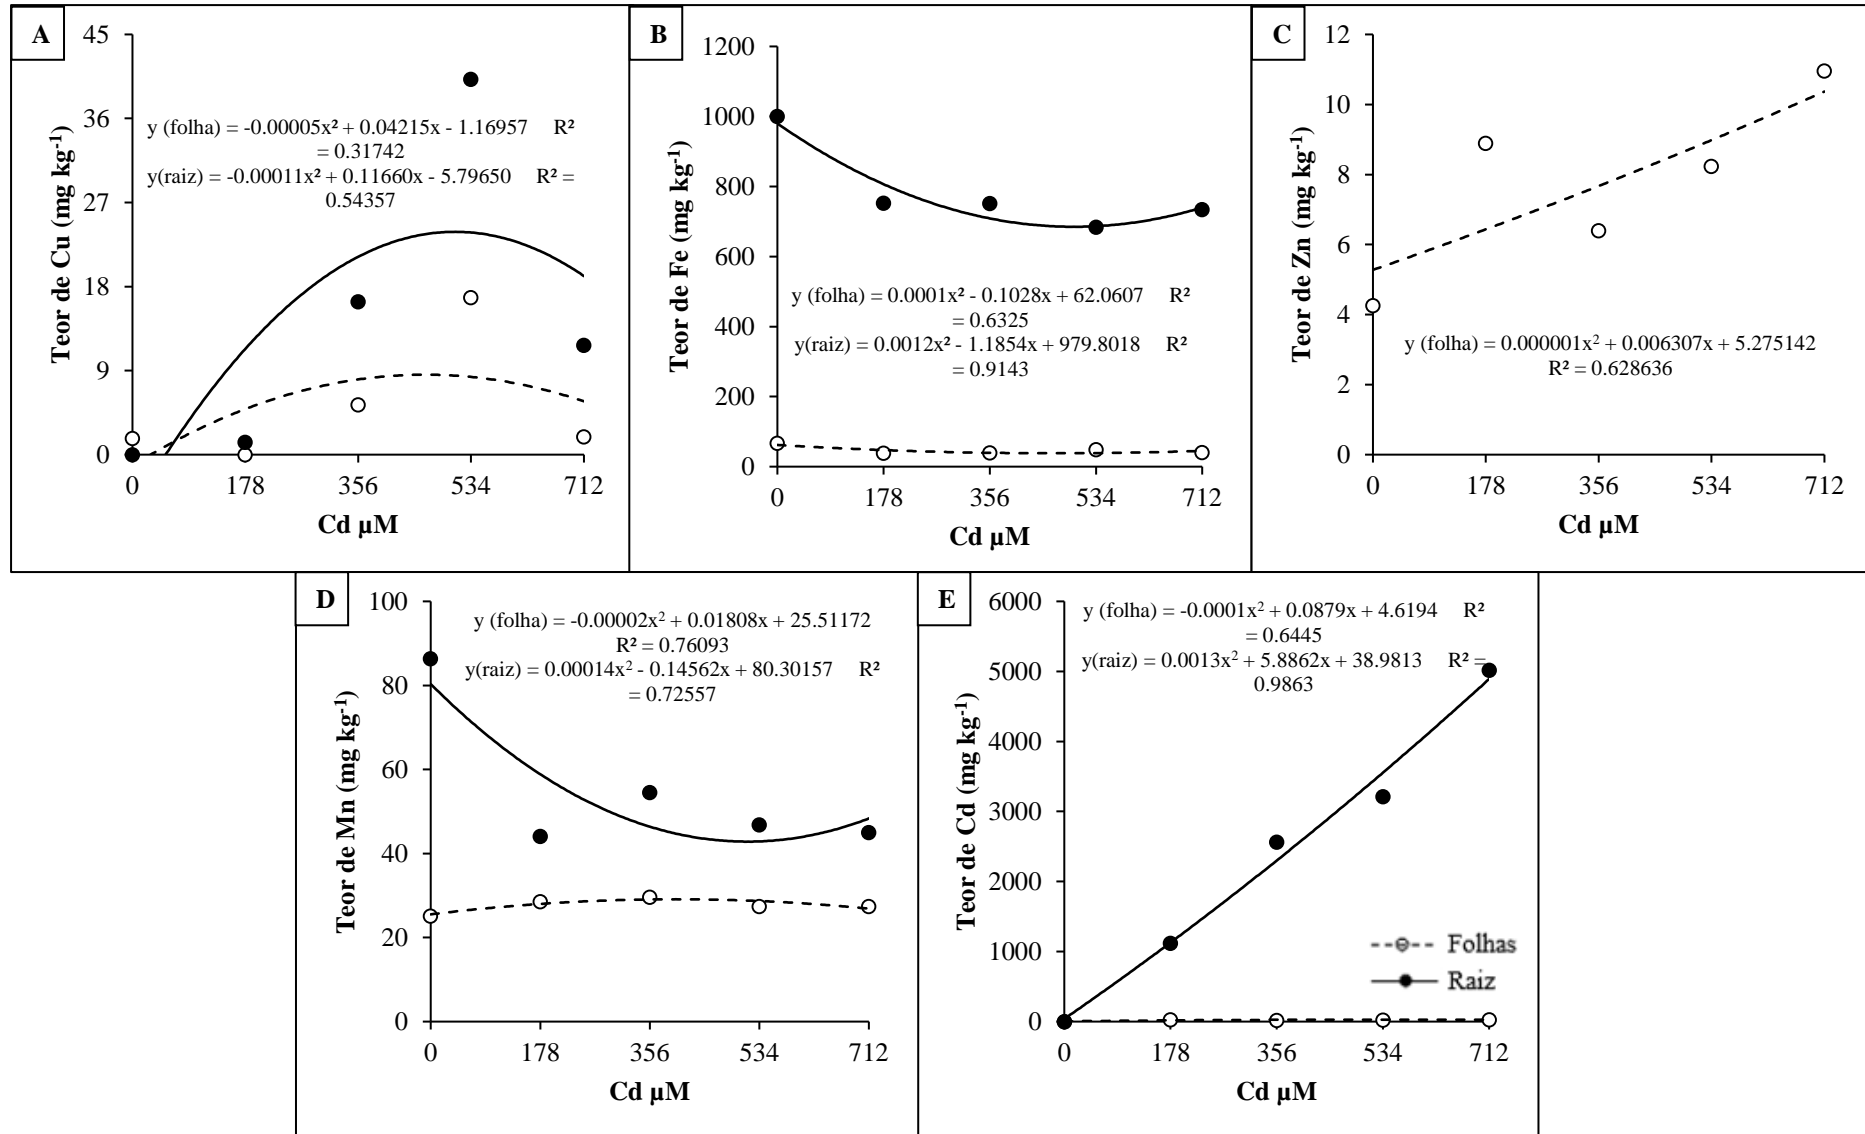 A
45
36
27
18
9
0
Teor de Cu (mg kg⁻¹)
y (folha) = -0.00005x² + 0.04215x - 1.16957 R²
= 0.31742
y(raiz) = -0.00011x² + 0.11660x - 5.79650 R² =
0.54357
0 178 356 534 712
Cd µM
B
1200
1000
800
600
400
200
0
Teor de Fe (mg kg⁻¹)
y (folha) = 0.0001x² - 0.1028x + 62.0607 R²
= 0.6325
y(raiz) = 0.0012x² - 1.1854x + 979.8018 R²
= 0.9143
0 178 356 534 712
Cd µM
C
12
10
8
6
4
2
0
Teor de Zn (mg kg⁻¹)
y (folha) = 0.000001x² + 0.006307x + 5.275142
R² = 0.628636
0 178 356 534 712
Cd µM
D
100
80
60
40
20
0
Teor de Mn (mg kg⁻¹)
y (folha) = -0.00002x² + 0.01808x + 25.51172
R² = 0.76093
y(raiz) = 0.00014x² - 0.14562x + 80.30157 R²
= 0.72557
0 178 356 534 712
Cd µM
E
6000
5000
4000
3000
2000
1000
0
Teor de Cd (mg kg⁻¹)
y (folha) = -0.0001x² + 0.0879x + 4.6194 R²
= 0.6445
y(raiz) = 0.0013x² + 5.8862x + 38.9813 R² =
0.9863
Folhas
Raiz
0 178 356 534 712
Cd µM